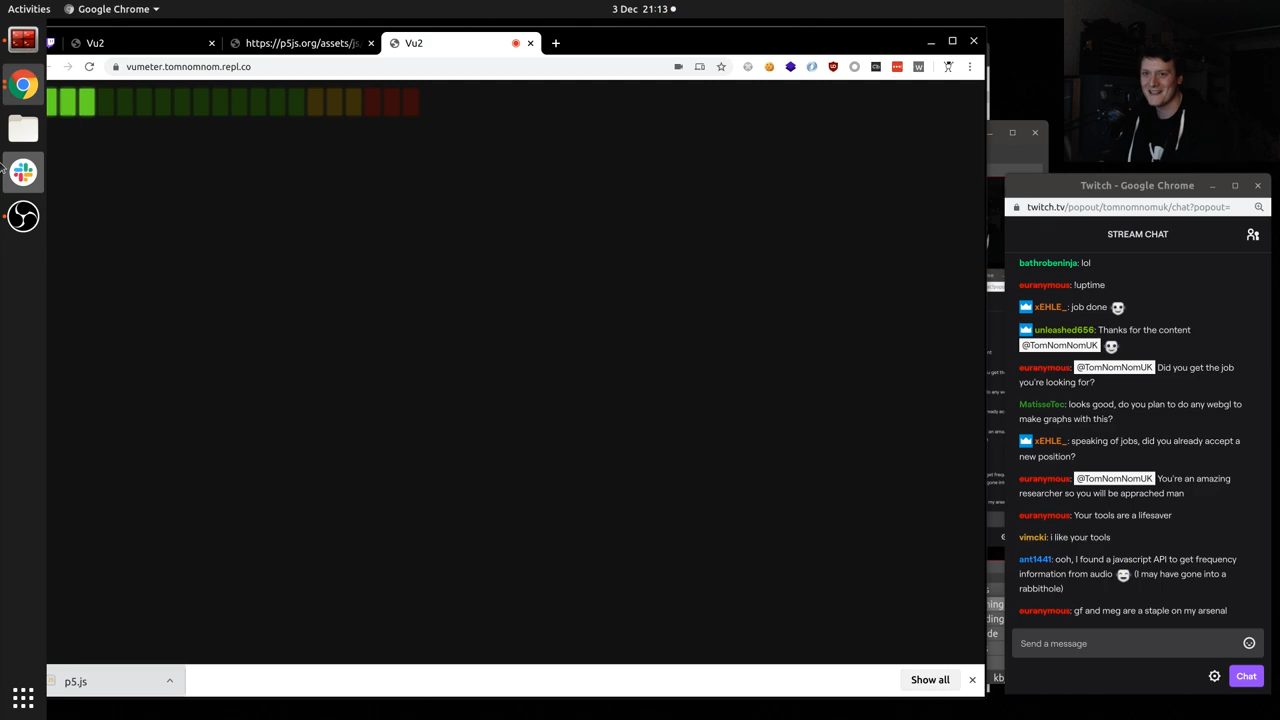 Activities
Google Chrome
3 Dec 21:13
Vu2
https://p5js.org/assets/js
Vu2
vumeter.tomnomnom.repl.co
Twitch - Google Chrome
twitch.tv/popout/tomnomnomuk/chat?popout=
STREAM CHAT
bathrobeninja: lol
euranymous: !uptime
xEHLE_: job done
unleashed656: Thanks for the content
@TomNomNomUK
euranymous: @TomNomNomUK Did you get the job
you're looking for?
MatisseTec: looks good, do you plan to do any webgl to
make graphs with this?
xEHLE_: speaking of jobs, did you already accept a
new position?
euranymous: @TomNomNomUK You're an amazing
researcher so you will be apprached man
euranymous: Your tools are a lifesaver
vimcki: i like your tools
ant1441: ooh, I found a javascript API to get frequency
information from audio (I may have gone into a
rabbithole)
euranymous: gf and meg are a staple on my arsenal
Send a message
Chat
p5.js
Show all